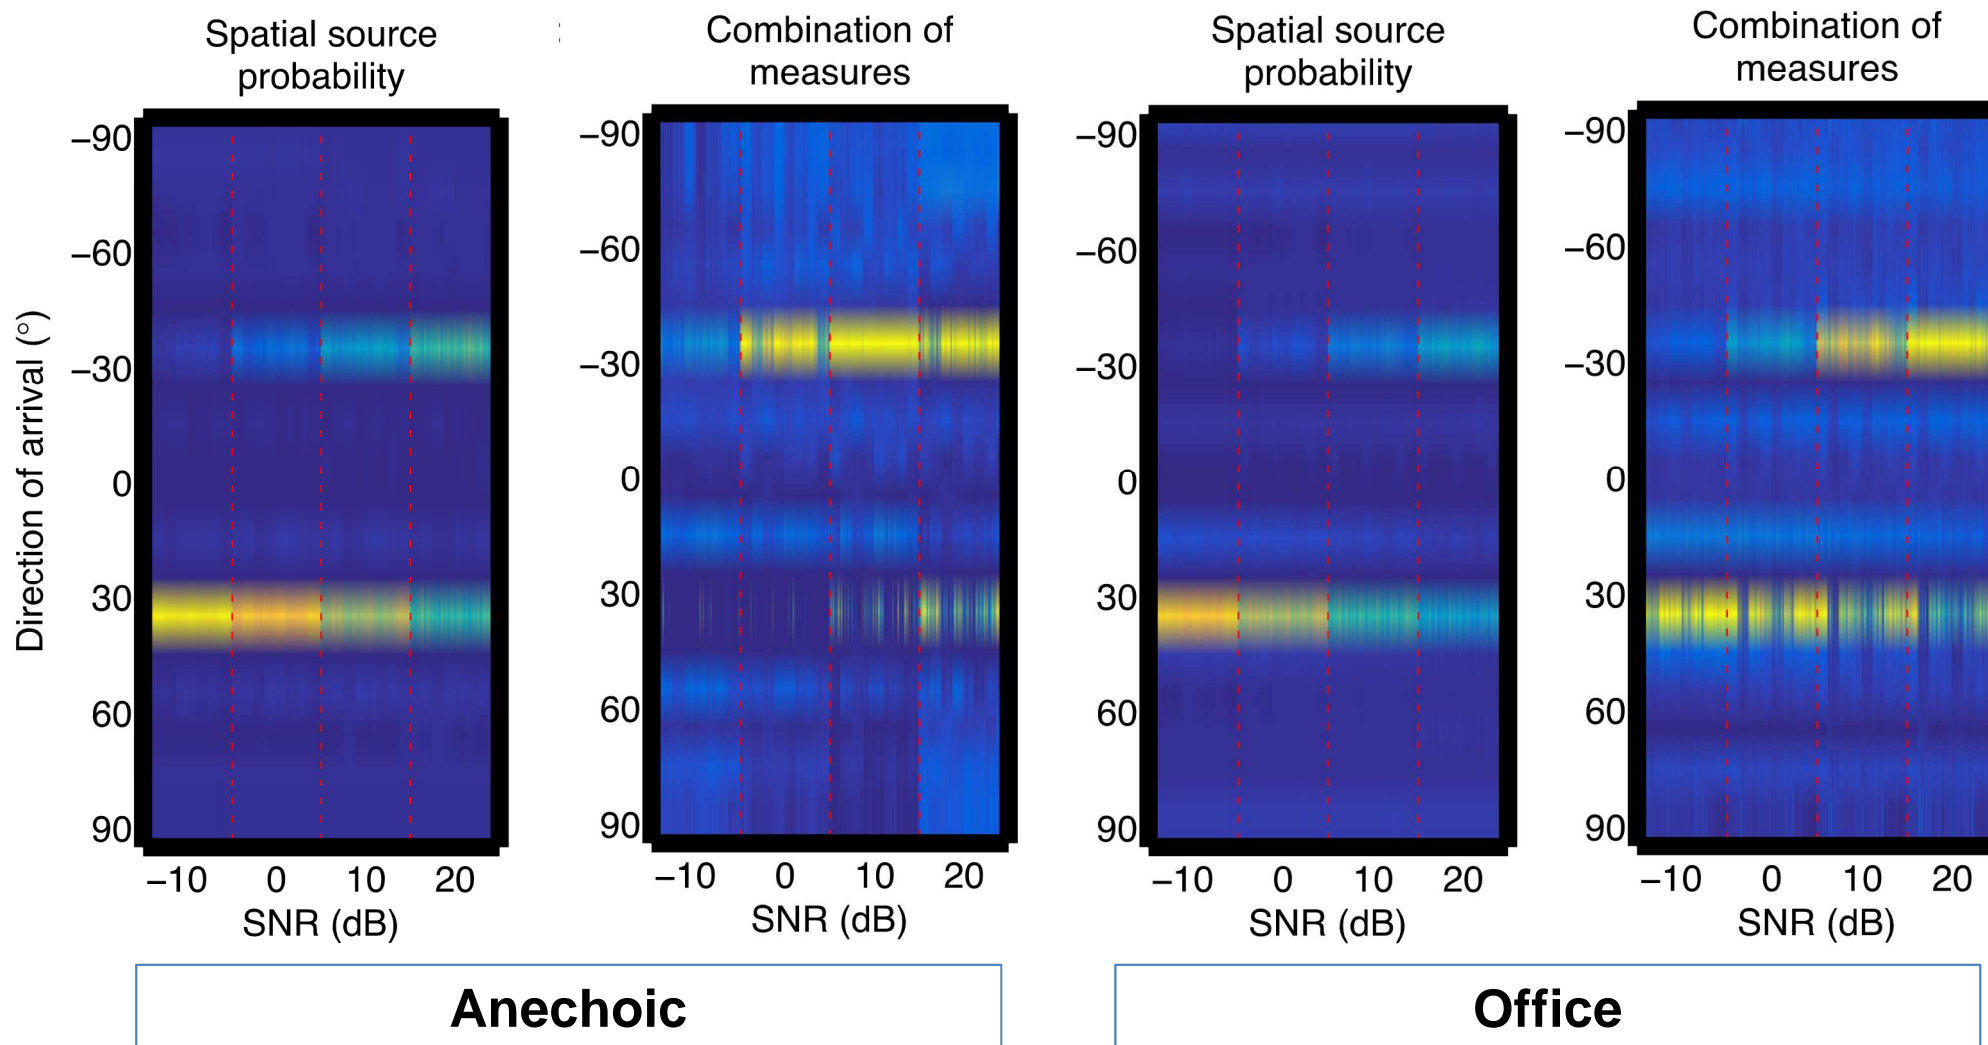 Spatial source
probability
Combination of
measures
Spatial source
probability
Combination of
measures
Direction of arrival (°)
−90
−60
−30
0
30
60
90
−10 0 10 20
SNR (dB)
−90
−60
−30
0
30
60
90
−10 0 10 20
SNR (dB)
−90
−60
−30
0
30
60
90
−10 0 10 20
SNR (dB)
−90
−60
−30
0
30
60
90
−10 0 10 20
SNR (dB)
Anechoic
Office